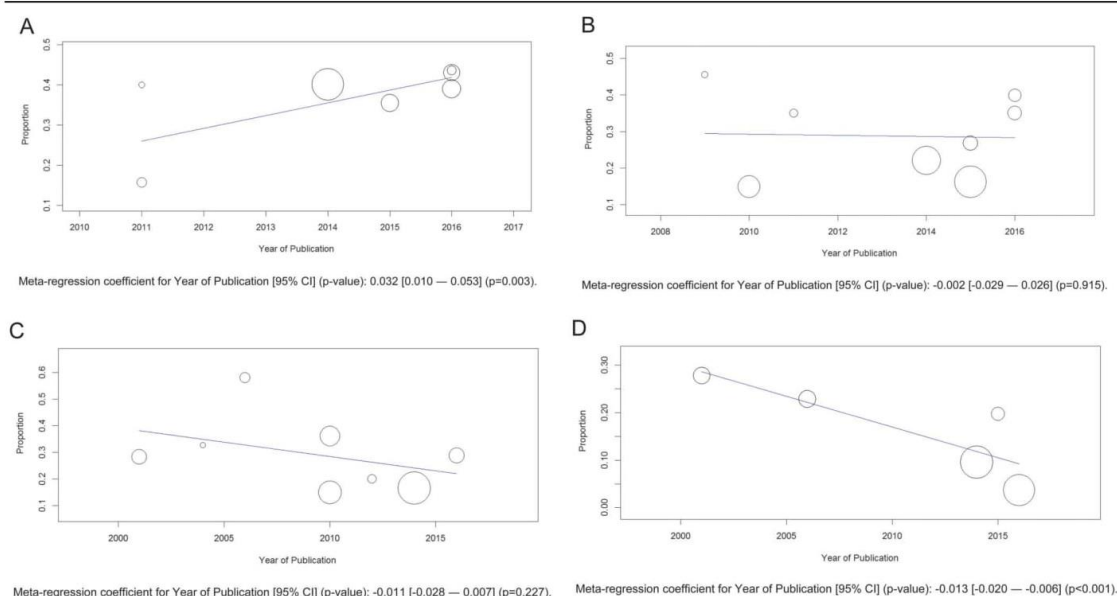 A
0.5
0.4
0.3
0.2
0.1
Proportion
2010 2011 2012 2013 2014 2015 2016 2017
Year of Publication
Meta-regression coefficient for Year of Publication [95% CI] (p-value): 0.032 [0.010 — 0.053] (p=0.003).
B
0.5
0.4
0.3
0.2
0.1
Proportion
2008 2010 2012 2014 2016
Year of Publication
Meta-regression coefficient for Year of Publication [95% CI] (p-value): -0.002 [-0.029 — 0.026] (p=0.915).
C
0.6
0.5
0.4
0.3
0.2
0.1
Proportion
2000 2005 2010 2015
Year of Publication
Meta-regression coefficient for Year of Publication [95% CI] (p-value): -0.011 [-0.028 — 0.007] (p=0.227).
D
0.30
0.20
0.10
0.00
Proportion
2000 2005 2010 2015
Year of Publication
Meta-regression coefficient for Year of Publication [95% CI] (p-value): -0.013 [-0.020 — -0.006] (p<0.001).